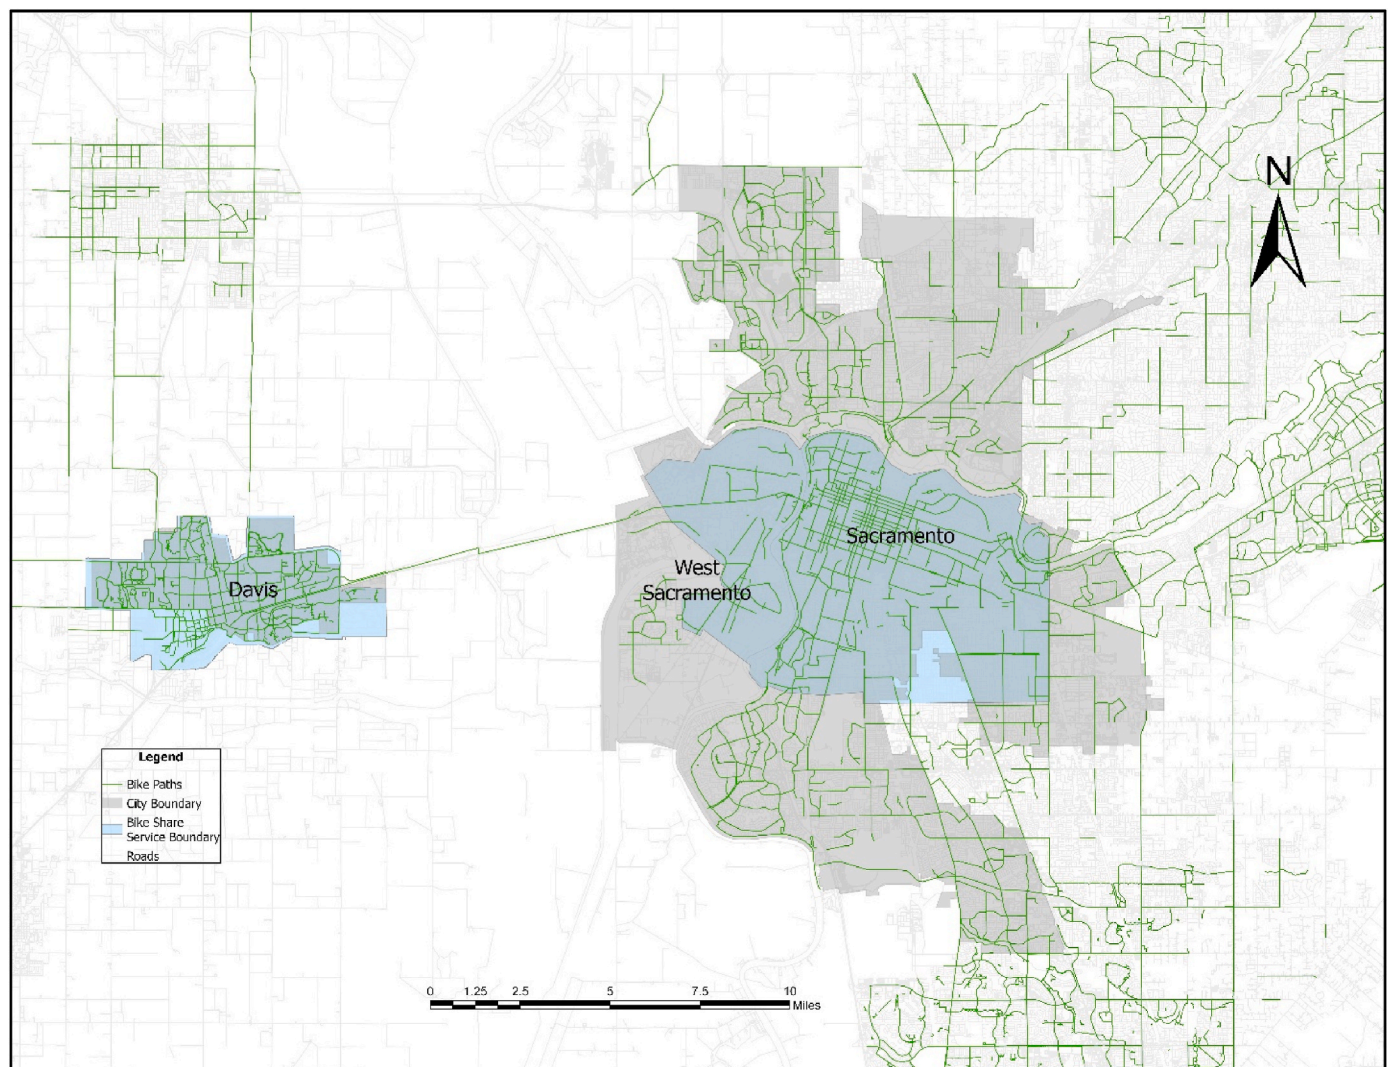 N
Sacramento
West
Sacramento
Davis
Legend
Bike Paths
City Boundary
Bike Share
Service Boundary
Roads
0 1.25 2.5 5 7.5 10
Miles